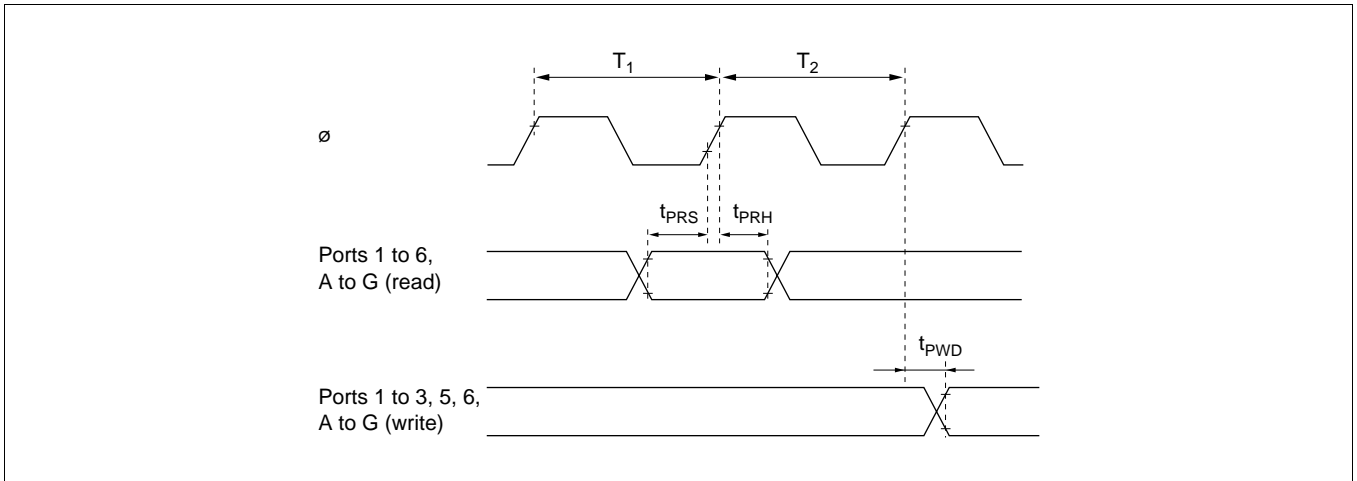 T1
T2
ø
tPRS
tPRH
Ports 1 to 6,
A to G (read)
tPWD
Ports 1 to 3, 5, 6,
A to G (write)